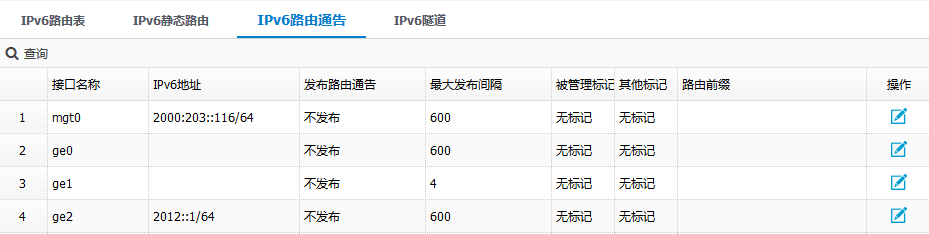 IPv6路由表 IPv6静态路由 IPv6路由通告 IPv6隧道
查询
接口名称 IPv6地址 发布路由通告 最大发布间隔 被管理标记 其他标记 路由前缀 操作
1 mgt0 2000:203::116/64 不发布 600 无标记 无标记
2 ge0 不发布 600 无标记 无标记
3 ge1 不发布 4 无标记 无标记
4 ge2 2012::1/64 不发布 600 无标记 无标记